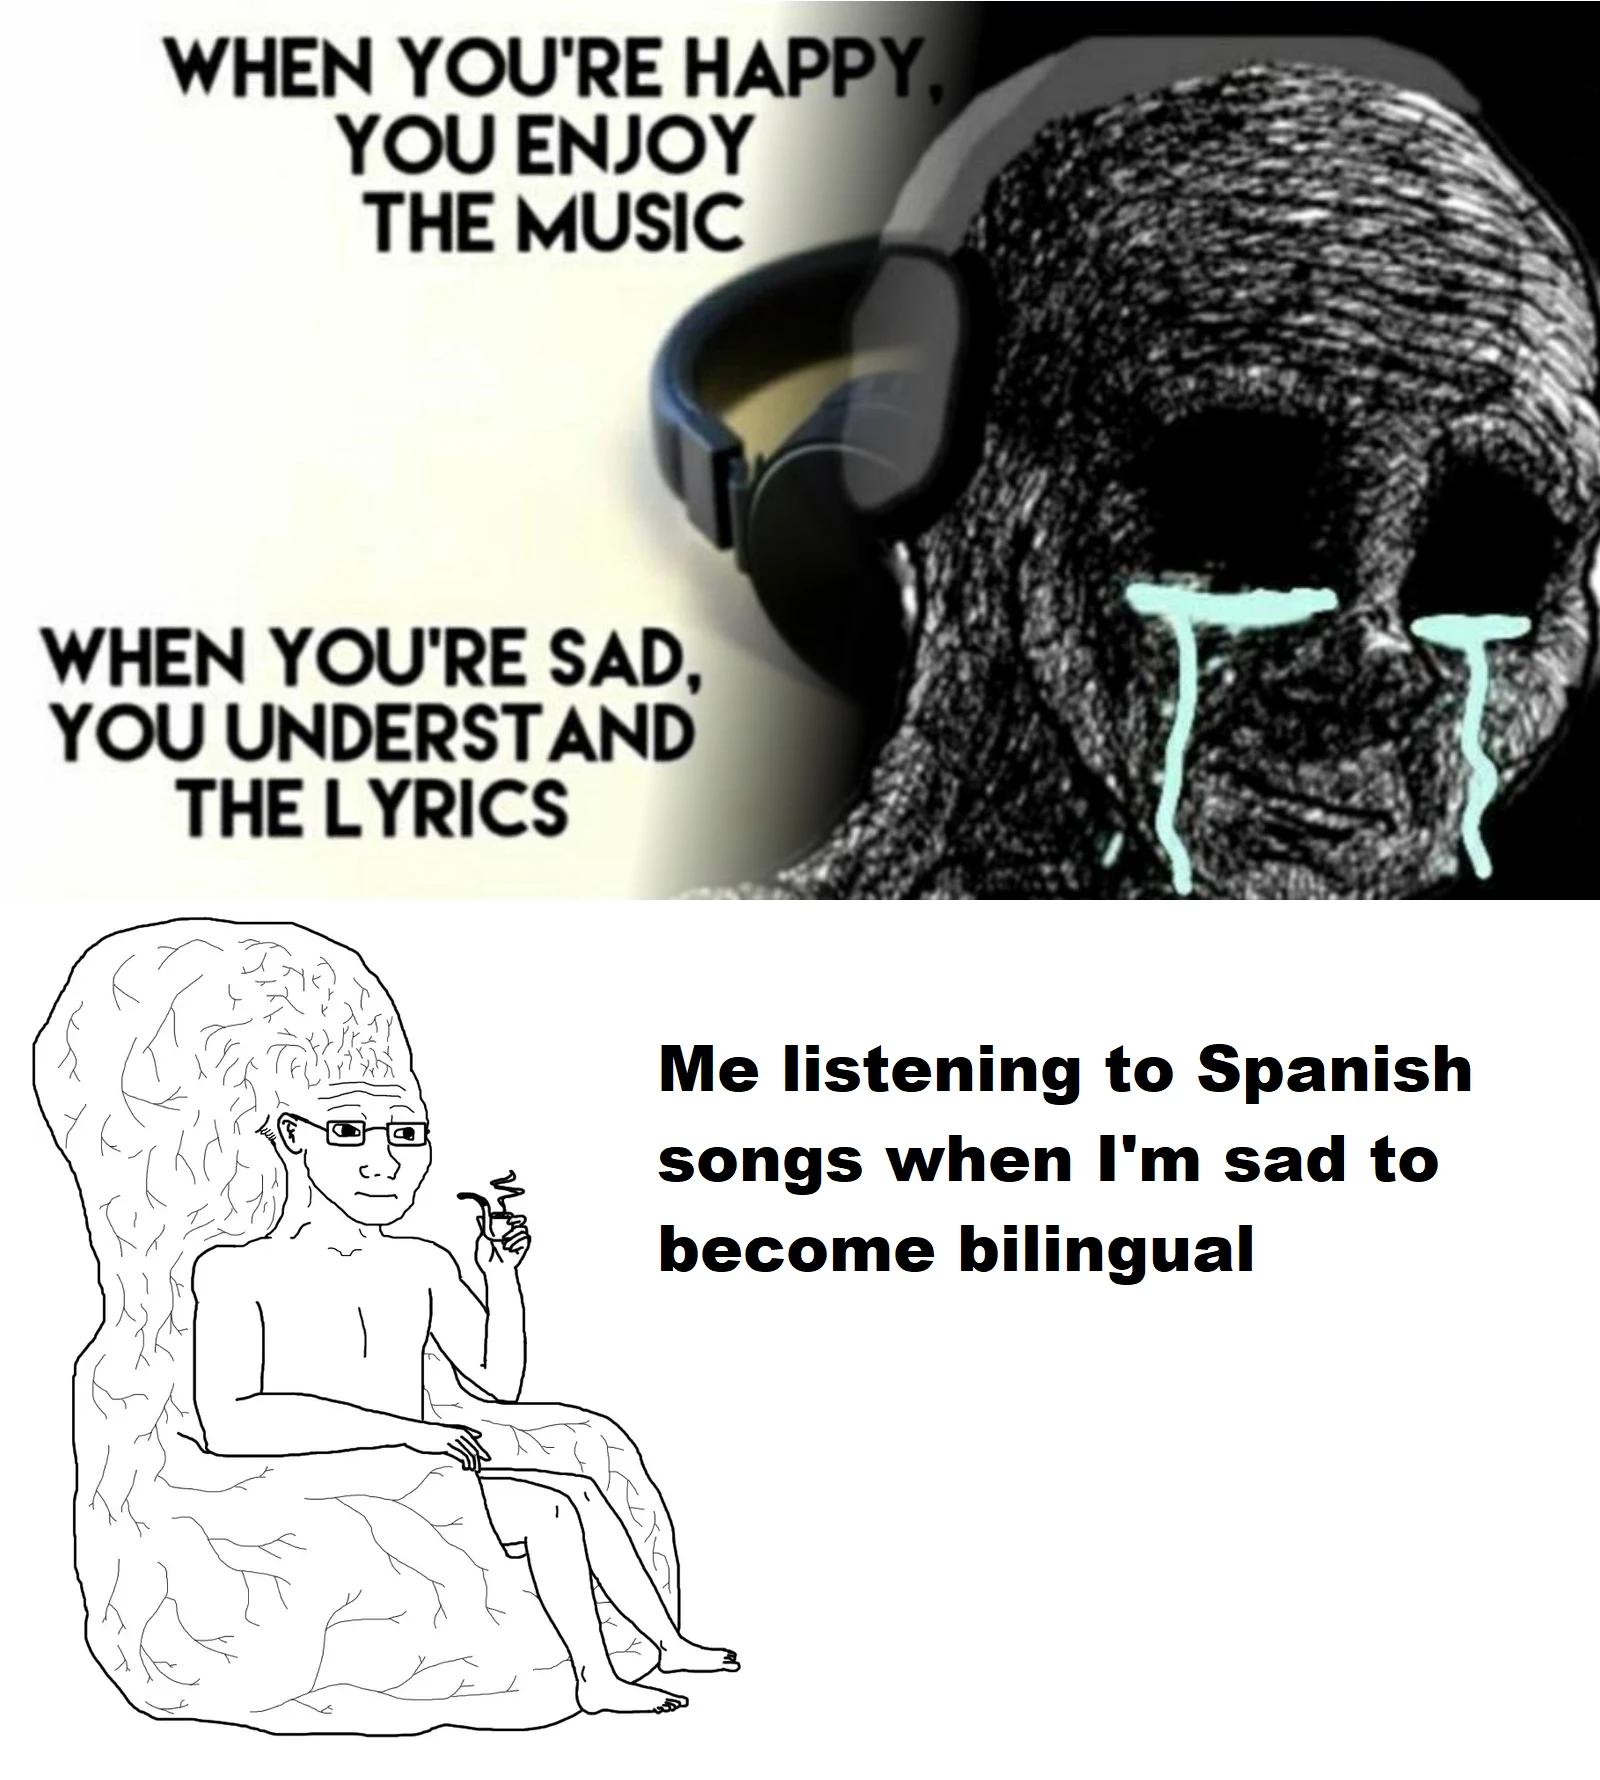 WHEN YOU'RE HAPPY,
YOU ENJOY
THE MUSIC
WHEN YOU'RE SAD,
YOU UNDERSTAND
THE LYRICS
Me listening to Spanish
songs when I'm sad to
become bilingual